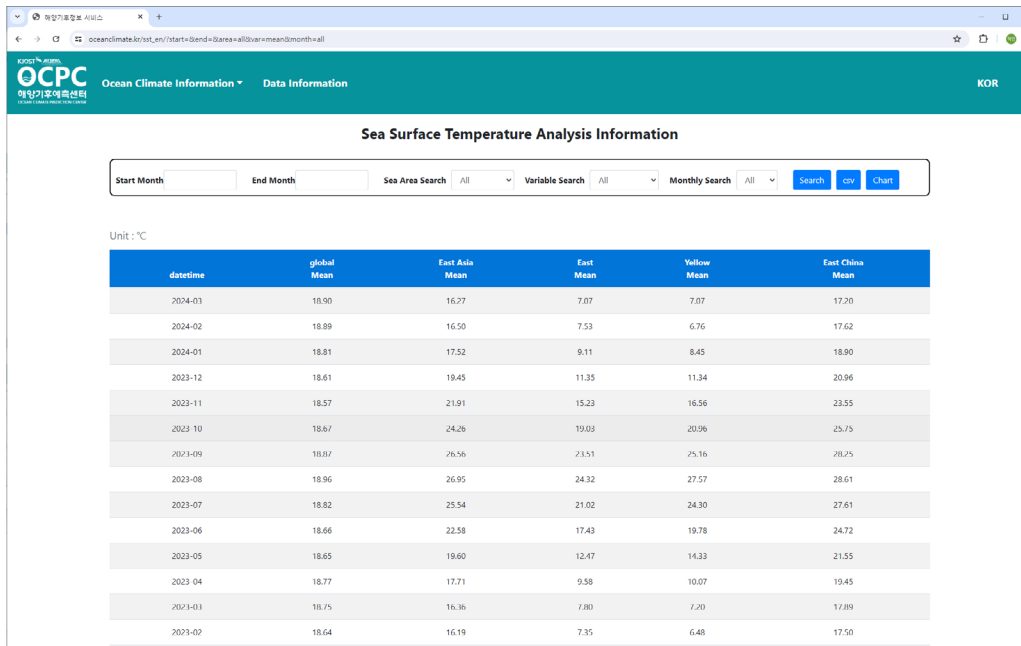 해양기후정보 서비스
oceanclimate.kr/sst_en//start=&end=&area=all&var=mean&month=all
KIOST
OCPC
해양기후예측센터
OCEAN CLIMATE PREDICTION CENTER
Ocean Climate Information
Data Information
KOR
Sea Surface Temperature Analysis Information
Start Month End Month Sea Area Search All Variable Search All Monthly Search All Search csv Chart
Unit : ℃
global East Asia East Yellow East China
datetime Mean Mean Mean Mean Mean
2024-03 18.90 16.27 7.07 7.07 17.20
2024-02 18.89 16.50 7.53 6.76 17.62
2024-01 18.81 17.52 9.11 8.45 18.90
2023-12 18.61 19.45 11.35 11.34 20.96
2023-11 18.57 21.91 15.23 16.56 23.55
2023-10 18.67 24.26 19.03 20.96 25.75
2023-09 18.87 26.56 23.51 25.16 28.25
2023-08 18.96 26.95 24.32 27.57 28.61
2023-07 18.82 25.54 21.02 24.30 27.61
2023-06 18.66 22.58 17.43 19.78 24.72
2023-05 18.65 19.60 12.47 14.33 21.55
2023-04 18.77 17.71 9.58 10.07 19.45
2023-03 18.75 16.36 7.80 7.20 17.89
2023-02 18.64 16.19 7.35 6.48 17.50